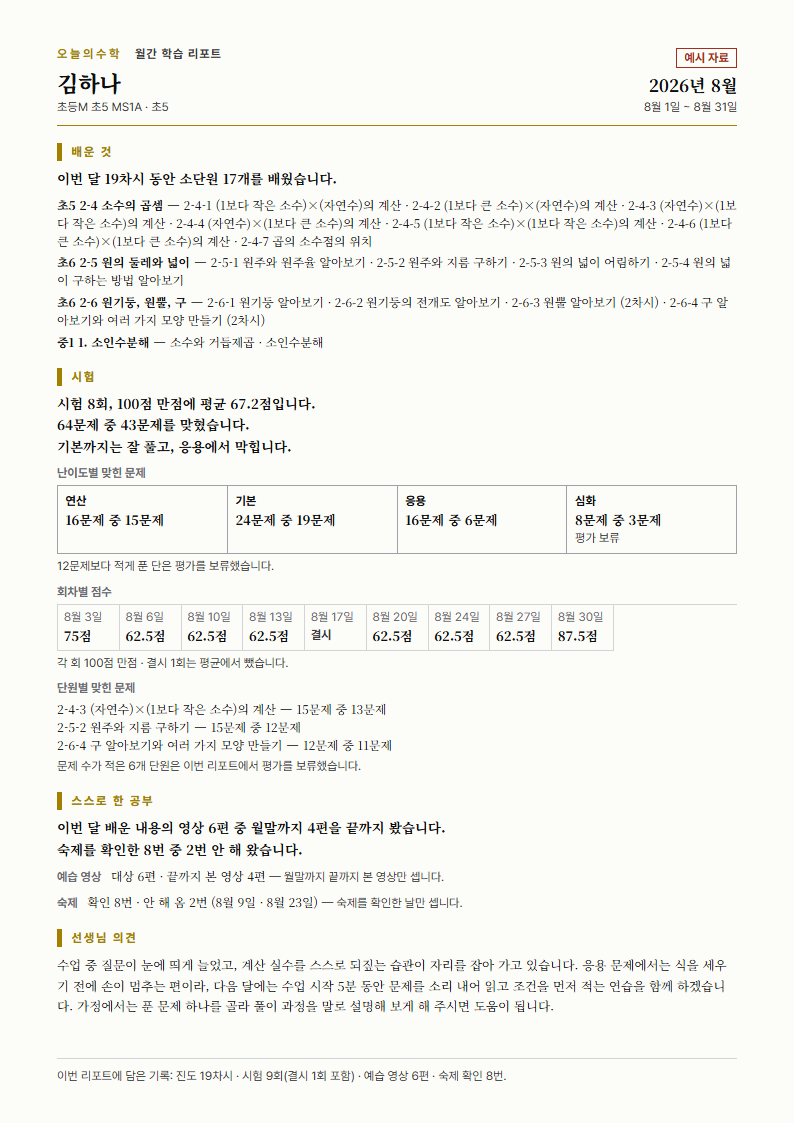 오늘의수학 월간 학습 리포트
예시 자료
김하나
2026년 8월
초등M 초5 MS1A · 초5
8월 1일 ~ 8월 31일
배운 것
이번 달 19차시 동안 소단원 17개를 배웠습니다.
초5 2-4 소수의 곱셈 — 2-4-1 (1보다 작은 소수)×(자연수)의 계산 · 2-4-2 (1보다 큰 소수)×(자연수)의 계산 · 2-4-3 (자연수)×(1보
다 작은 소수)의 계산 · 2-4-4 (자연수)×(1보다 큰 소수)의 계산 · 2-4-5 (1보다 작은 소수)×(1보다 작은 소수)의 계산 · 2-4-6 (1보다
큰 소수)×(1보다 큰 소수)의 계산 · 2-4-7 곱의 소수점의 위치
초6 2-5 원의 둘레와 넓이 — 2-5-1 원주와 원주율 알아보기 · 2-5-2 원주와 지름 구하기 · 2-5-3 원의 넓이 어림하기 · 2-5-4 원의 넓
이 구하는 방법 알아보기
초6 2-6 원기둥, 원뿔, 구 — 2-6-1 원기둥 알아보기 · 2-6-2 원기둥의 전개도 알아보기 · 2-6-3 원뿔 알아보기 (2차시) · 2-6-4 구 알
아보기와 여러 가지 모양 만들기 (2차시)
중1 1. 소인수분해 — 소수와 거듭제곱 · 소인수분해
시험
시험 8회, 100점 만점에 평균 67.2점입니다.
64문제 중 43문제를 맞혔습니다.
기본까지는 잘 풀고, 응용에서 막힙니다.
난이도별 맞힌 문제
연산 기본 응용 심화
16문제 중 15문제 24문제 중 19문제 16문제 중 6문제 8문제 중 3문제
평가 보류
12문제보다 적게 푼 단은 평가를 보류했습니다.
회차별 점수
8월 3일 8월 6일 8월 10일 8월 13일 8월 17일 8월 20일 8월 24일 8월 27일 8월 30일
75점 62.5점 62.5점 62.5점 결시 62.5점 62.5점 62.5점 87.5점
각 회 100점 만점 · 결시 1회는 평균에서 뺐습니다.
단원별 맞힌 문제
2-4-3 (자연수)×(1보다 작은 소수)의 계산 — 15문제 중 13문제
2-5-2 원주와 지름 구하기 — 15문제 중 12문제
2-6-4 구 알아보기와 여러 가지 모양 만들기 — 12문제 중 11문제
문제 수가 적은 6개 단원은 이번 리포트에서 평가를 보류했습니다.
스스로 한 공부
이번 달 배운 내용의 영상 6편 중 월말까지 4편을 끝까지 봤습니다.
숙제를 확인한 8번 중 2번 안 해 왔습니다.
예습 영상 대상 6편 · 끝까지 본 영상 4편 — 월말까지 끝까지 본 영상만 셉니다.
숙제 확인 8번 · 안 해 옴 2번 (8월 9일 · 8월 23일) — 숙제를 확인한 날만 셉니다.
선생님 의견
수업 중 질문이 눈에 띄게 늘었고, 계산 실수를 스스로 되짚는 습관이 자리를 잡아 가고 있습니다. 응용 문제에서는 식을 세우
기 전에 손이 멈추는 편이라, 다음 달에는 수업 시작 5분 동안 문제를 소리 내어 읽고 조건을 먼저 적는 연습을 함께 하겠습니
다. 가정에서는 푼 문제 하나를 골라 풀이 과정을 말로 설명해 보게 해 주시면 도움이 됩니다.
이번 리포트에 담은 기록: 진도 19차시 · 시험 9회(결시 1회 포함) · 예습 영상 6편 · 숙제 확인 8번.